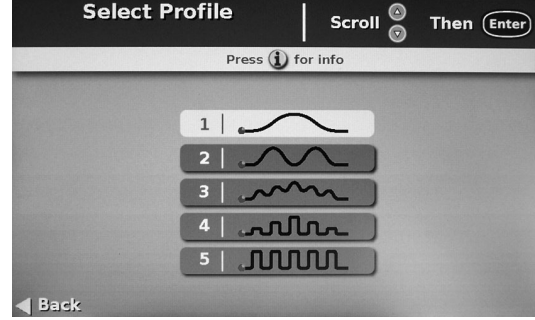 Select Profile
Scroll Then Enter
Press i for info
1
2
3
4
5
Back